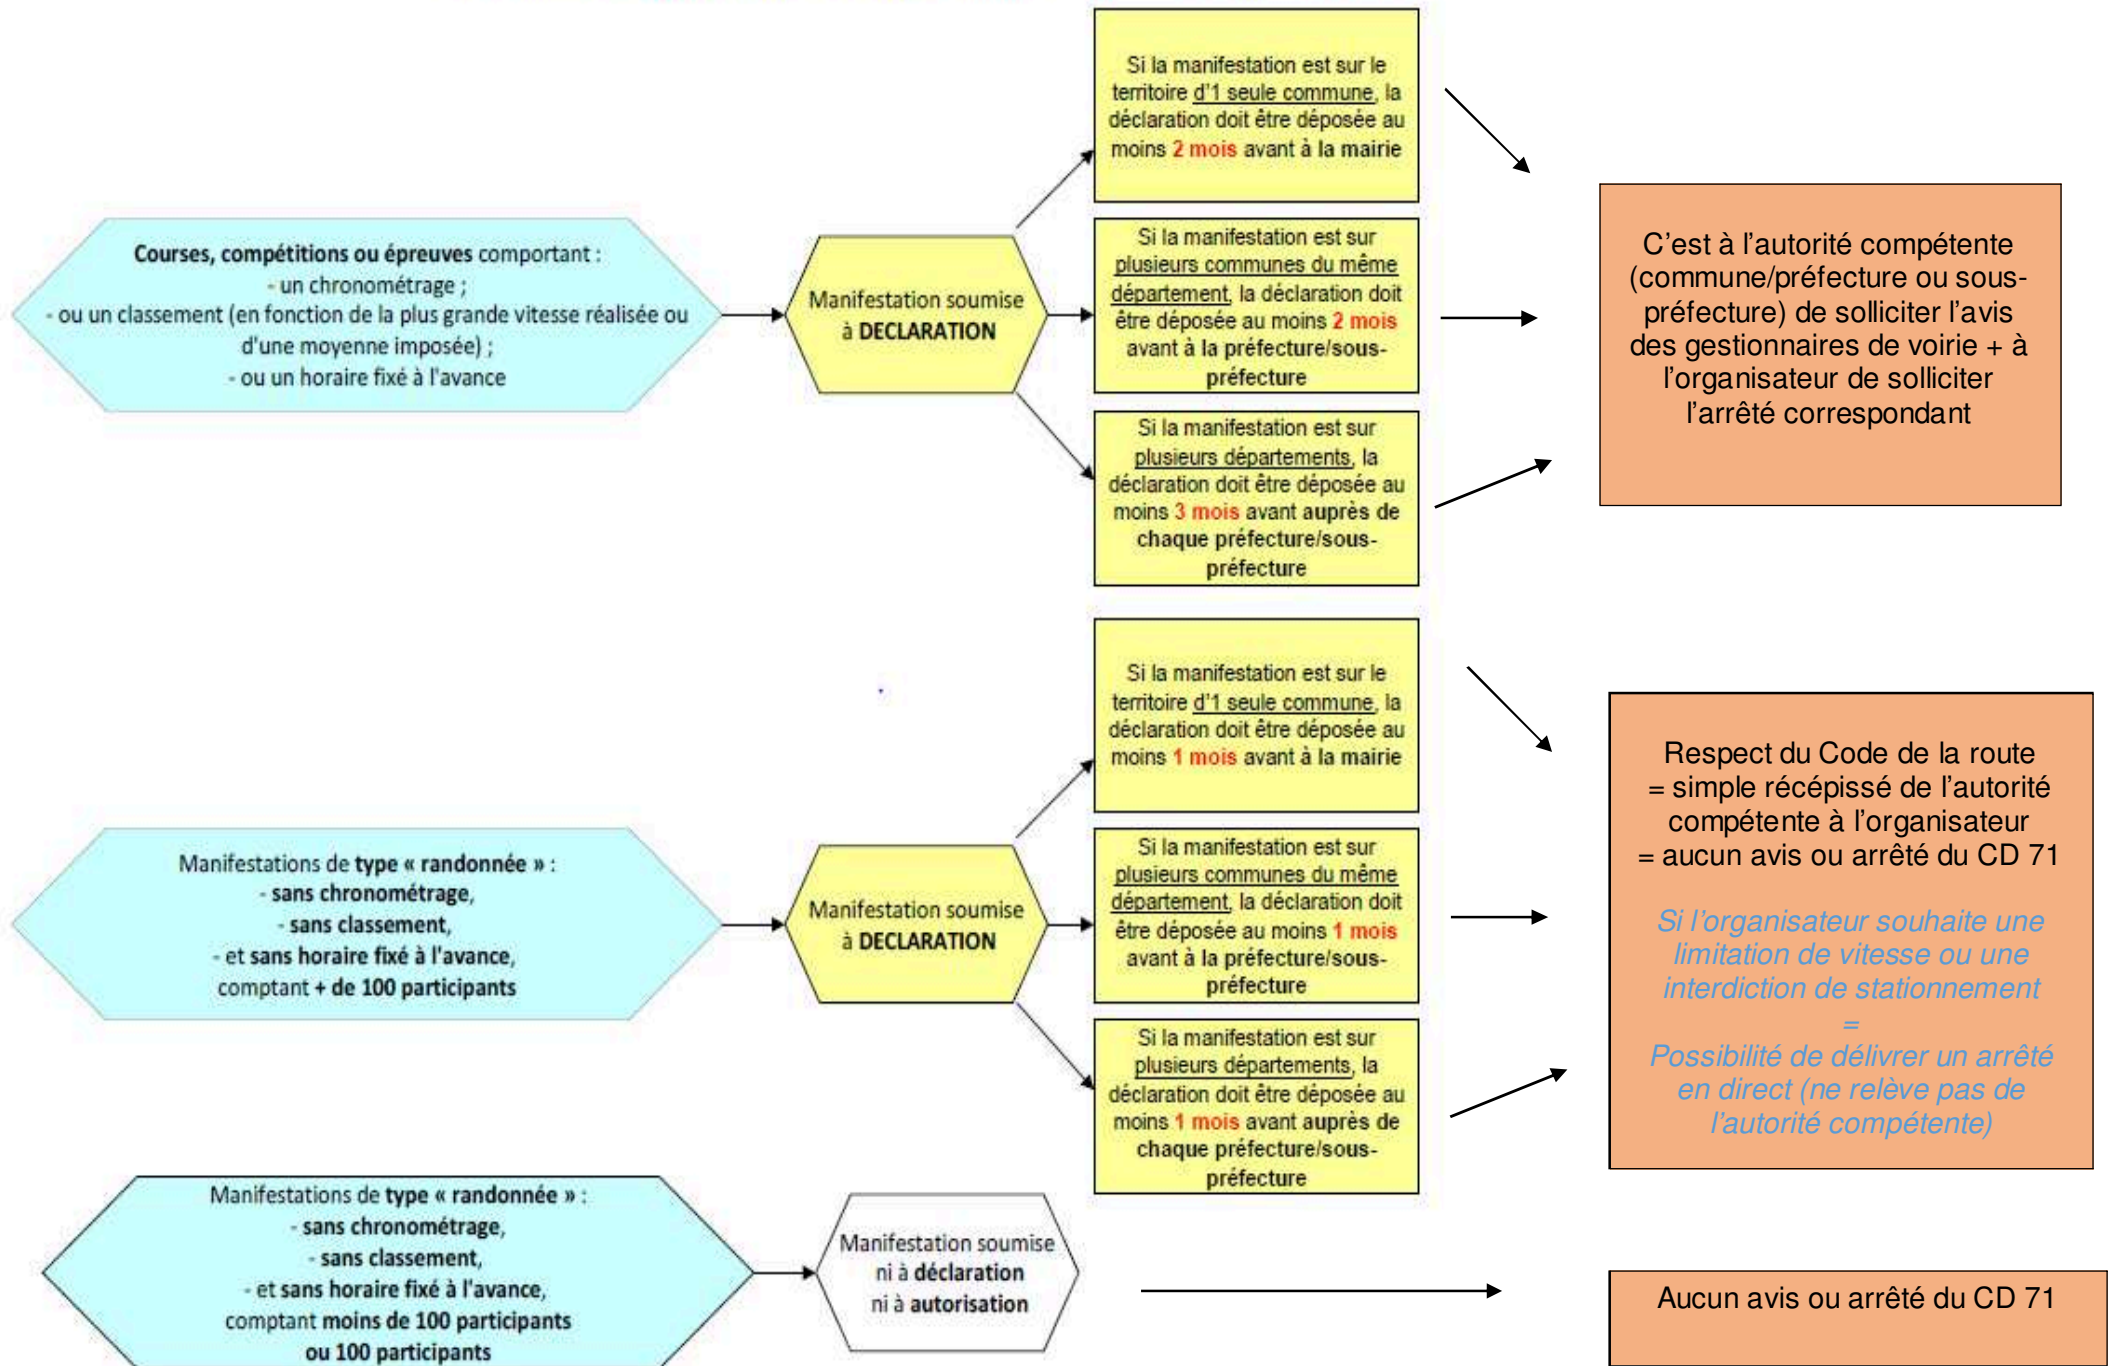 Courses, compétitions ou épreuves comportant :
- un chronométrage ;
- ou un classement (en fonction de la plus grande vitesse réalisée ou
d'une moyenne imposée) ;
- ou un horaire fixé à l'avance
Manifestation soumise
à DECLARATION
Si la manifestation est sur le
territoire d'1 seule commune, la
déclaration doit être déposée au
moins 2 mois avant à la mairie
Si la manifestation est sur
plusieurs communes du même
département, la déclaration doit
être déposée au moins 2 mois
avant à la préfecture/sous-
préfecture
Si la manifestation est sur
plusieurs départements, la
déclaration doit être déposée au
moins 3 mois avant auprès de
chaque préfecture/sous-
préfecture
C'est à l'autorité compétente
(commune/préfecture ou sous-
préfecture) de solliciter l'avis
des gestionnaires de voirie + à
l'organisateur de solliciter
l'arrêté correspondant
Manifestations de type « randonnée » :
- sans chronométrage,
- sans classement,
- et sans horaire fixé à l'avance,
comptant + de 100 participants
Manifestation soumise
à DECLARATION
Si la manifestation est sur le
territoire d'1 seule commune, la
déclaration doit être déposée au
moins 1 mois avant à la mairie
Si la manifestation est sur
plusieurs communes du même
département, la déclaration doit
être déposée au moins 1 mois
avant à la préfecture/sous-
préfecture
Si la manifestation est sur
plusieurs départements, la
déclaration doit être déposée au
moins 1 mois avant auprès de
chaque préfecture/sous-
préfecture
Respect du Code de la route
= simple récépissé de l'autorité
compétente à l'organisateur
= aucun avis ou arrêté du CD 71
Si l'organisateur souhaite une
limitation de vitesse ou une
interdiction de stationnement
=
Possibilité de délivrer un arrêté
en direct (ne relève pas de
l'autorité compétente)
Manifestations de type « randonnée » :
- sans chronométrage,
- sans classement,
- et sans horaire fixé à l'avance,
comptant moins de 100 participants
ou 100 participants
Manifestation soumise
ni à déclaration
ni à autorisation
Aucun avis ou arrêté du CD 71